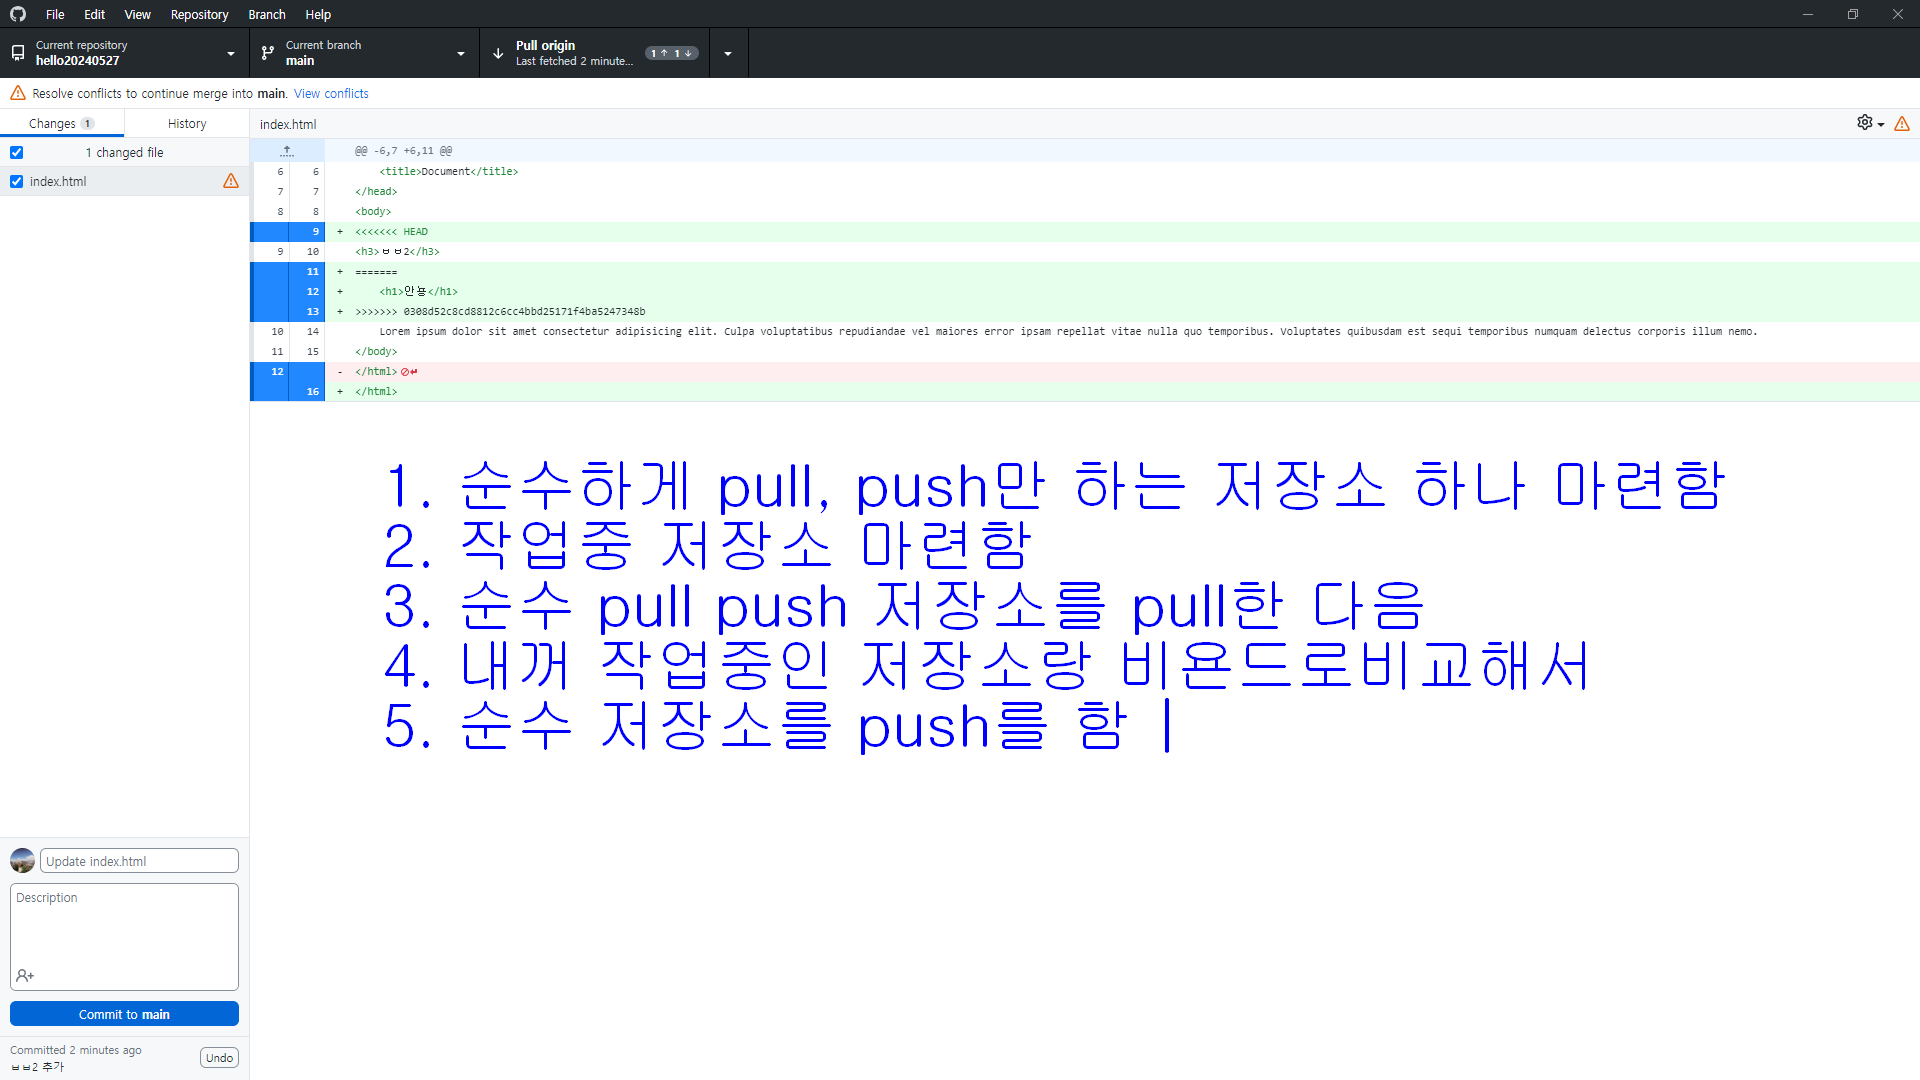 File Edit View Repository Branch Help
Current repository
hello20240527
Current branch
main
Pull origin
Last fetched 2 minute...
1 ↑ 1 ↓
Resolve conflicts to continue merge into main. View conflicts
Changes 1
History
index.html
1 changed file
index.html
@@ -6,7 +6,11 @@
6 6 <title>Document</title>
7 7 </head>
8 8 <body>
9 + <<<<<<< HEAD
9 10 <h3>ㅂㅂ2</h3>
11 + =======
12 + <h1>안뇽</h1>
13 + >>>>>>> 0308d52c8cd8812c6cc4bbd25171f4ba5247348b
10 14 Lorem ipsum dolor sit amet consectetur adipisicing elit. Culpa voluptatibus repudiandae vel maiores error ipsam repellat vitae nulla quo temporibus. Voluptates quibusdam est sequi temporibus numquam delectus corporis illum nemo.
11 15 </body>
12 - </html>
16 + </html>
1. 순수하게 pull, push만 하는 저장소 하나 마련함
2. 작업중 저장소 마련함
3. 순수 pull push 저장소를 pull한 다음
4. 내꺼 작업중인 저장소랑 비욘드로비교해서
5. 순수 저장소를 push를 함
Update index.html
Description
Commit to main
Committed 2 minutes ago
ㅂㅂ2 추가
Undo